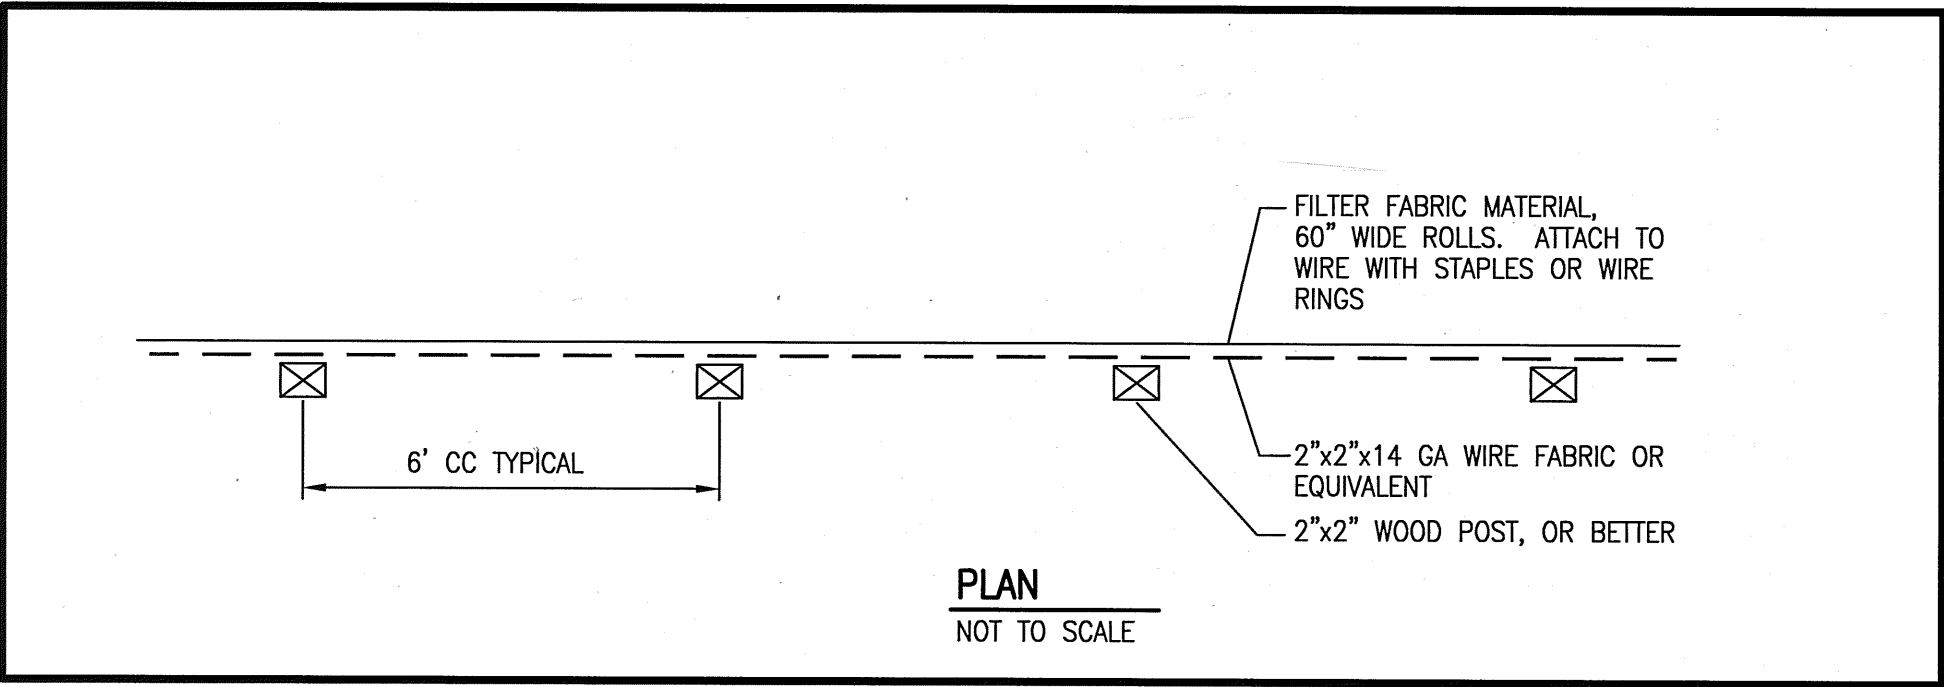 FILTER FABRIC MATERIAL,
60" WIDE ROLLS. ATTACH TO
WIRE WITH STAPLES OR WIRE
RINGS
6' CC TYPICAL
2"x2"x14 GA WIRE FABRIC OR
EQUIVALENT
2"x2" WOOD POST, OR BETTER
PLAN
NOT TO SCALE